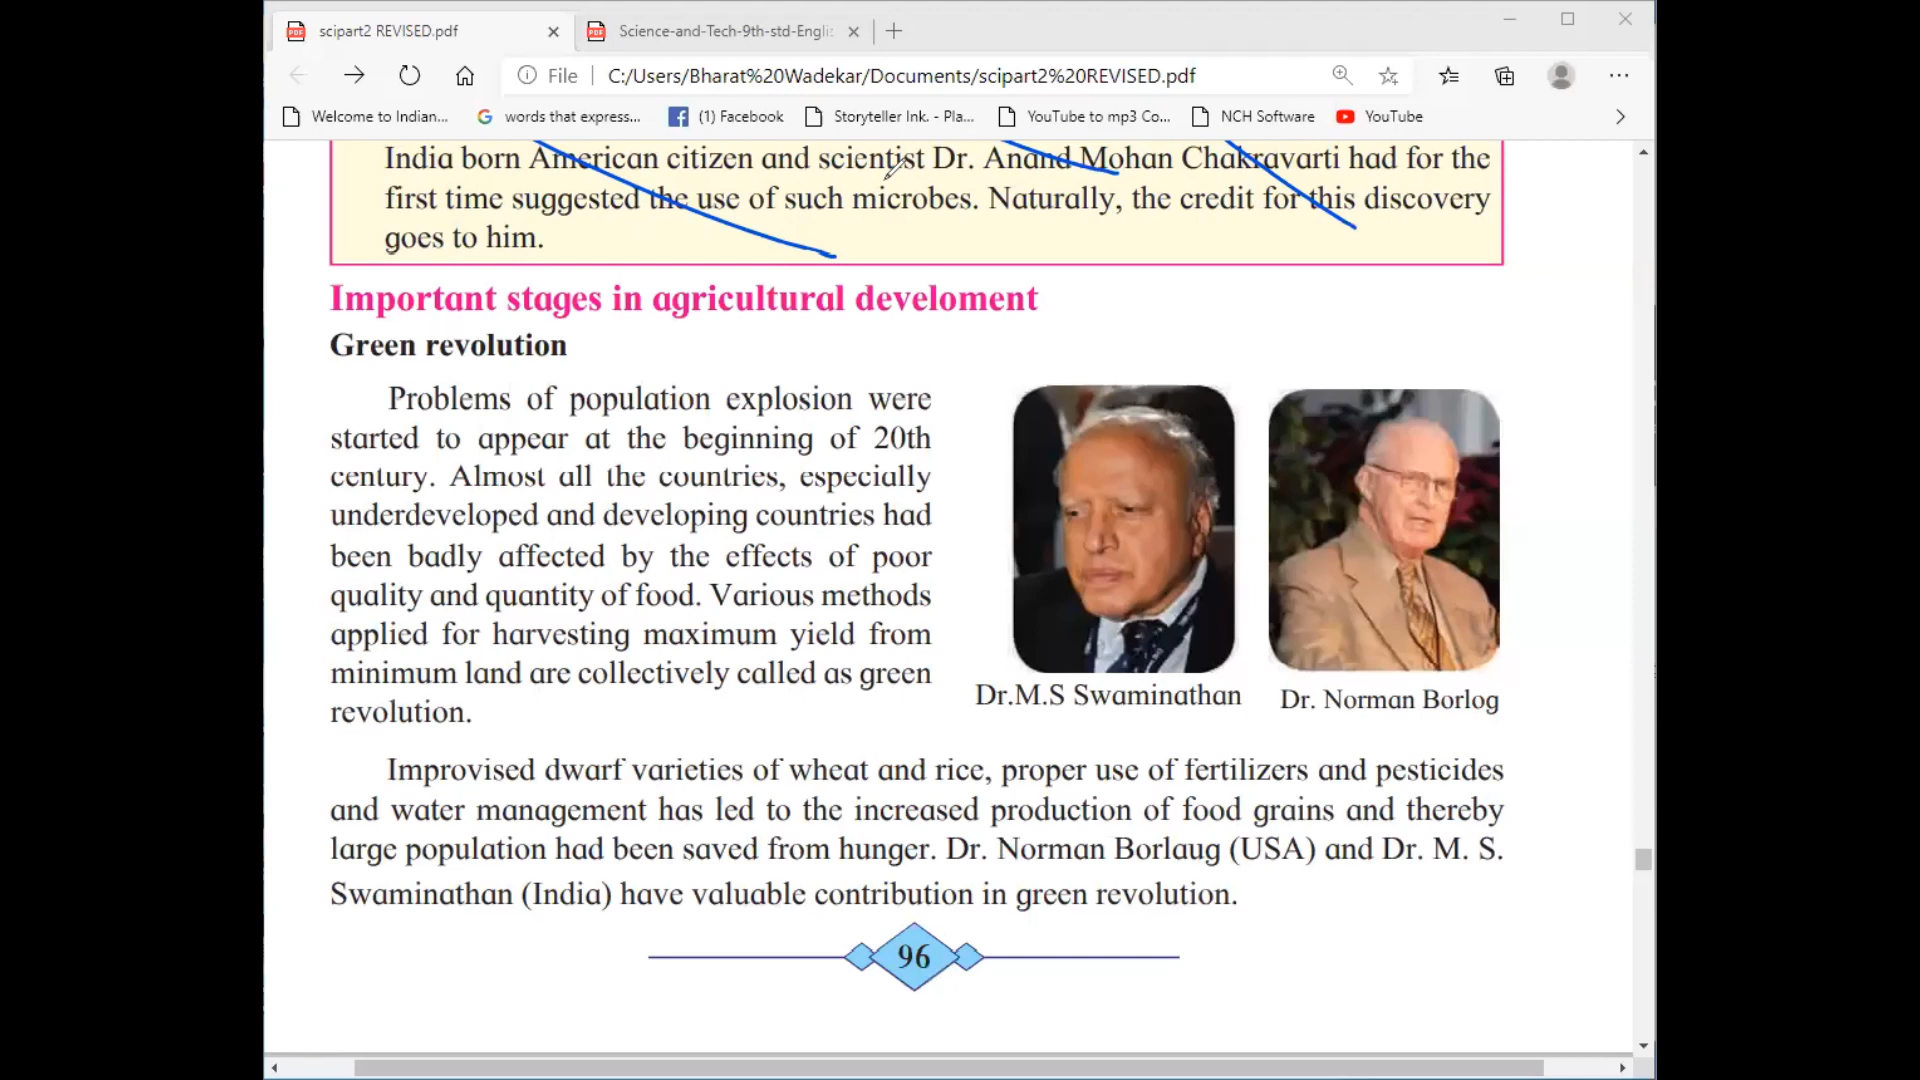 scipart2 REVISED.pdf
Science-and-Tech-9th-std-Englis
File
C:/Users/Bharat%20Wadekar/Documents/scipart2%20REVISED.pdf
Welcome to Indian...
words that express...
(1) Facebook
Storyteller Ink. - Pla...
YouTube to mp3 Co...
NCH Software
YouTube
India born American citizen and scientist Dr. Anand Mohan Chakravarti had for the
first time suggested the use of such microbes. Naturally, the credit for this discovery
goes to him.
Important stages in agricultural develoment
Green revolution
Problems of population explosion were
started to appear at the beginning of 20th
century. Almost all the countries, especially
underdeveloped and developing countries had
been badly affected by the effects of poor
quality and quantity of food. Various methods
applied for harvesting maximum yield from
minimum land are collectively called as green
revolution.
Dr.M.S Swaminathan
Dr. Norman Borlog
Improvised dwarf varieties of wheat and rice, proper use of fertilizers and pesticides
and water management has led to the increased production of food grains and thereby
large population had been saved from hunger. Dr. Norman Borlaug (USA) and Dr. M. S.
Swaminathan (India) have valuable contribution in green revolution.
96